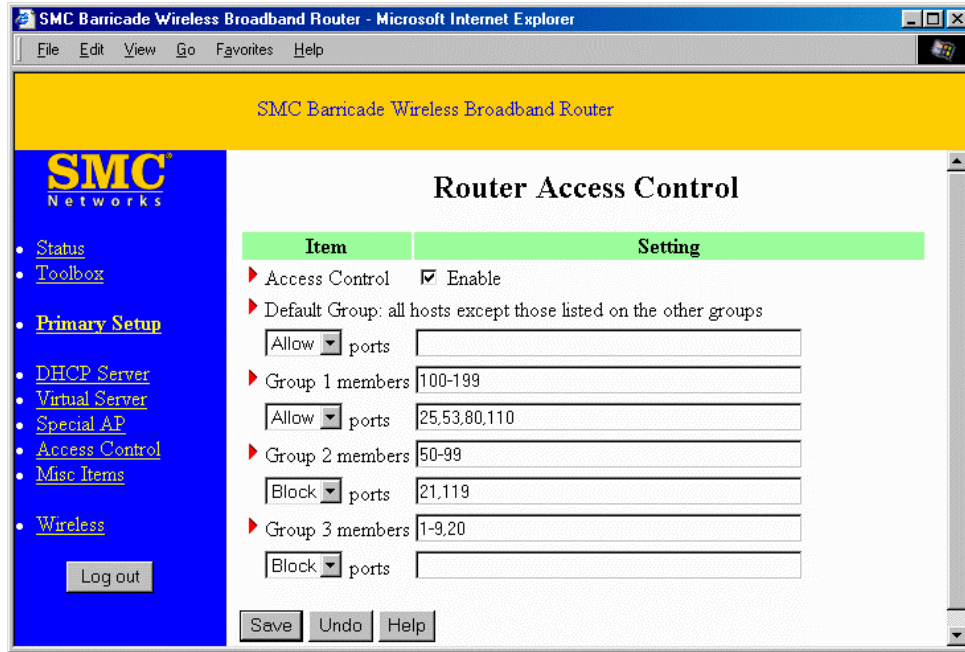 SMC Barricade Wireless Broadband Router - Microsoft Internet Explorer
File Edit View Go Favorites Help
SMC Barricade Wireless Broadband Router
SMC®
Networks
Status
Toolbox
Primary Setup
DHCP Server
Virtual Server
Special AP
Access Control
Misc Items
Wireless
Log out
Router Access Control
Item Setting
Access Control Enable
Default Group: all hosts except those listed on the other groups
Allow ports
Group 1 members 100-199
Allow ports 25,53,80,110
Group 2 members 50-99
Block ports 21,119
Group 3 members 1-9,20
Block ports
Save Undo Help